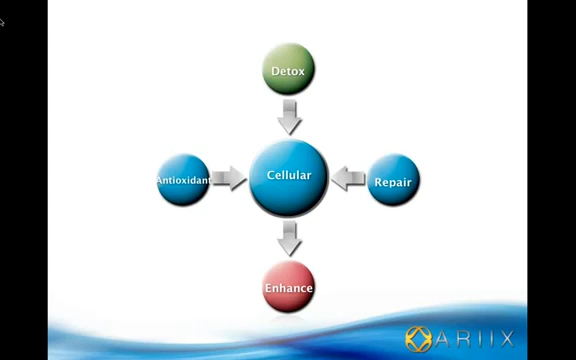 Detox
Antioxidant
Cellular
Repair
Enhance
ARIIX